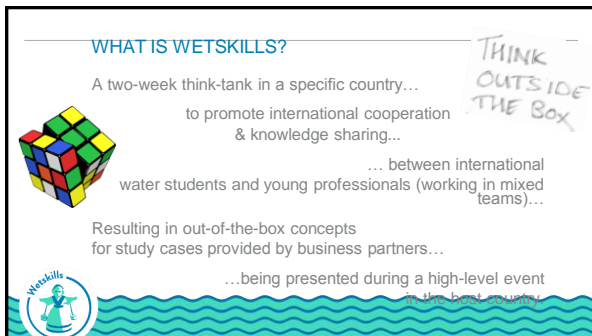 WHAT IS WETSKILLS?
THINK
OUTSIDE
THE BOX
A two-week think-tank in a specific country…
to promote international cooperation
& knowledge sharing...
… between international
water students and young professionals (working in mixed
teams)…
Resulting in out-of-the-box concepts
for study cases provided by business partners…
…being presented during a high-level event
in the host country.
Wetskills